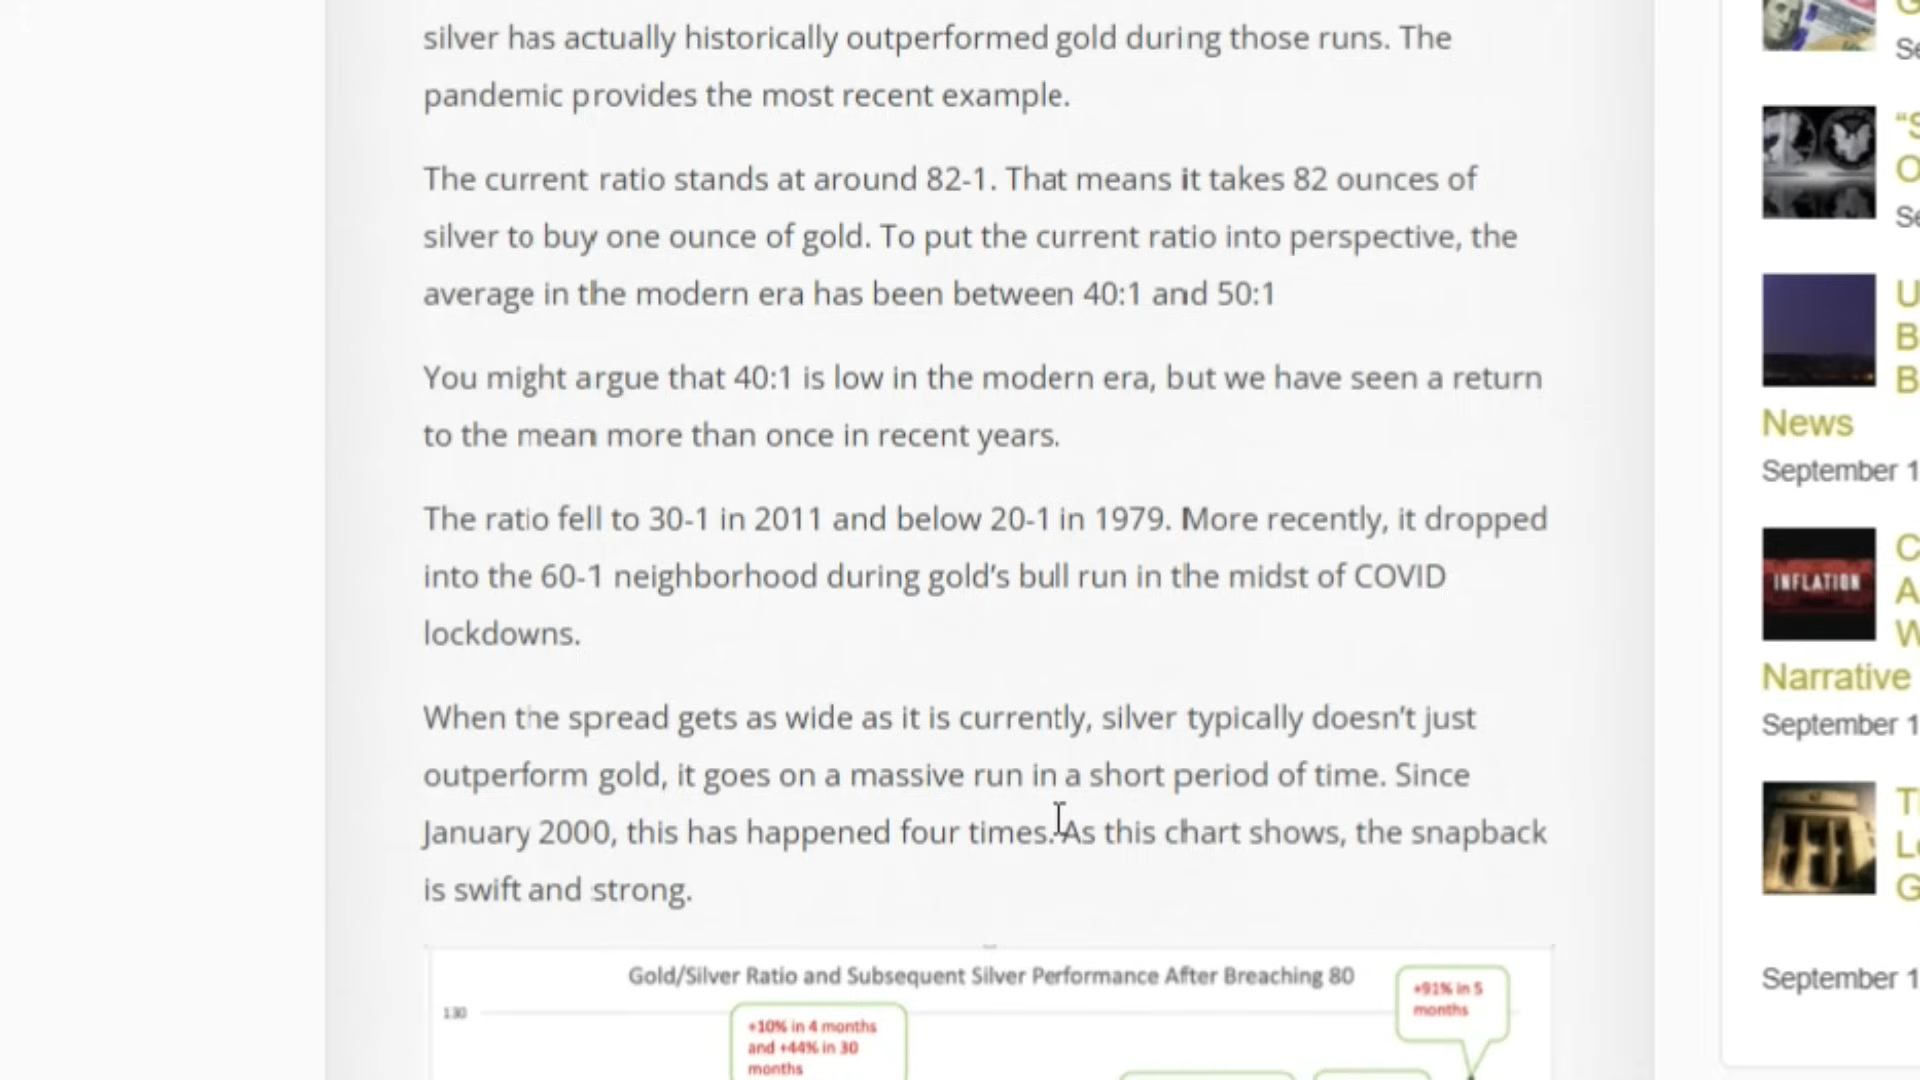 silver has actually historically outperformed gold during those runs. The
pandemic provides the most recent example.
The current ratio stands at around 82-1. That means it takes 82 ounces of
silver to buy one ounce of gold. To put the current ratio into perspective, the
average in the modern era has been between 40:1 and 50:1
You might argue that 40:1 is low in the modern era, but we have seen a return
to the mean more than once in recent years.
The ratio fell to 30-1 in 2011 and below 20-1 in 1979. More recently, it dropped
into the 60-1 neighborhood during gold's bull run in the midst of COVID
lockdowns.
When the spread gets as wide as it is currently, silver typically doesn't just
outperform gold, it goes on a massive run in a short period of time. Since
January 2000, this has happened four times. As this chart shows, the snapback
is swift and strong.
Gold/Silver Ratio and Subsequent Silver Performance After Breaching 80
130
+10% in 4 months
and +44% in 30
months
+91% in 5
months
News
September 1
INFLATION
Narrative
September 1
September 1